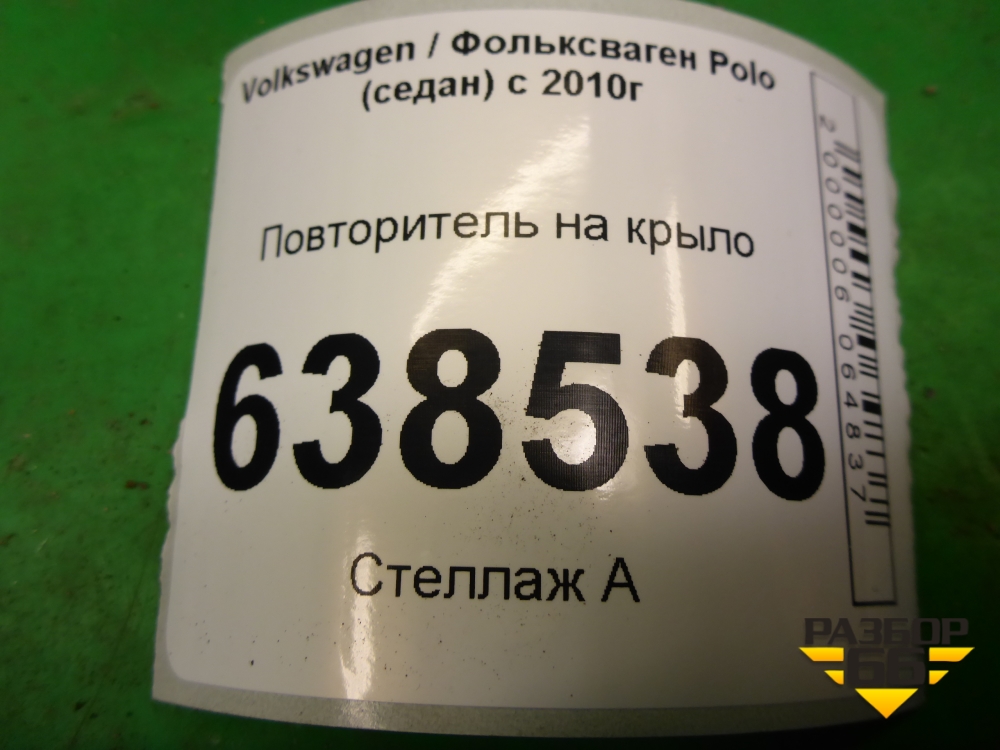 Volkswagen / Фольксваген Polo
(седан) с 2010г
Повторитель на крыло
638538
Стеллаж А
2000006064837
РАЗБОР
66